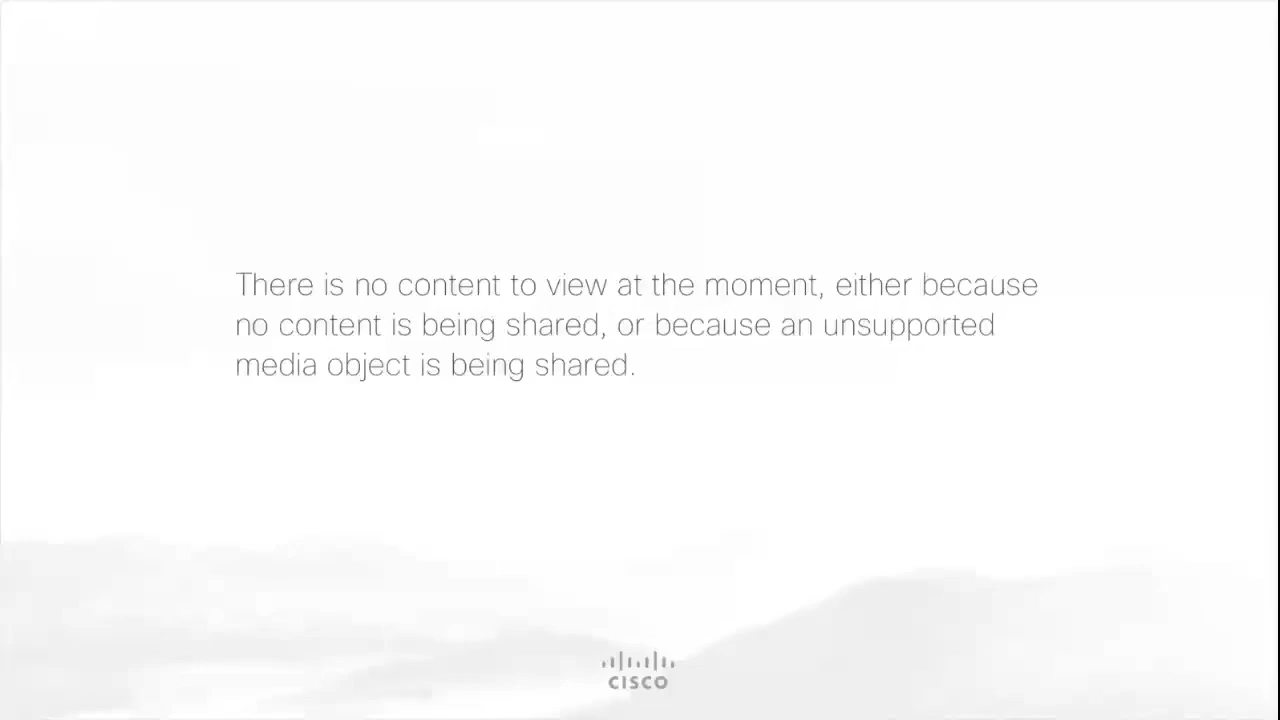 There is no content to view at the moment, either because
no content is being shared, or because an unsupported
media object is being shared.
CISCO